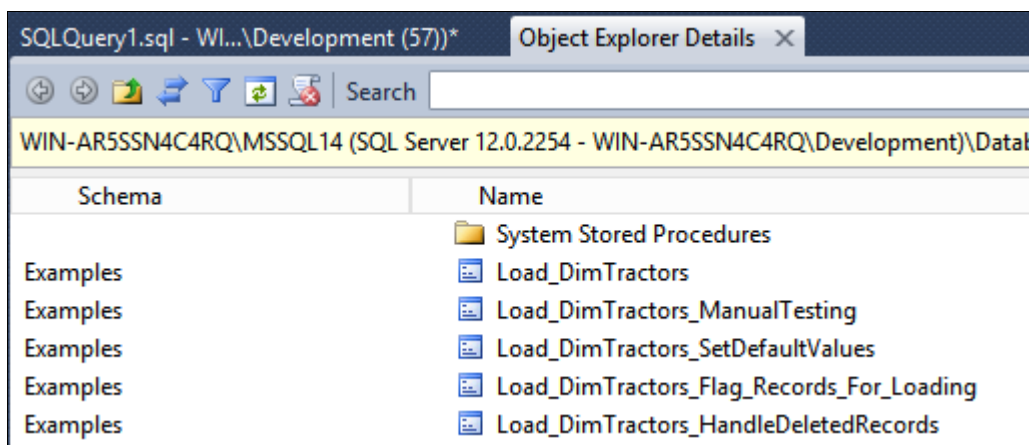 SQLQuery1.sql - WI...\Development (57))* Object Explorer Details
Search
WIN-AR5SSN4C4RQ\MSSQL14 (SQL Server 12.0.2254 - WIN-AR5SSN4C4RQ\Development)\Datab
Schema Name
System Stored Procedures
Examples Load_DimTractors
Examples Load_DimTractors_ManualTesting
Examples Load_DimTractors_SetDefaultValues
Examples Load_DimTractors_Flag_Records_For_Loading
Examples Load_DimTractors_HandleDeletedRecords